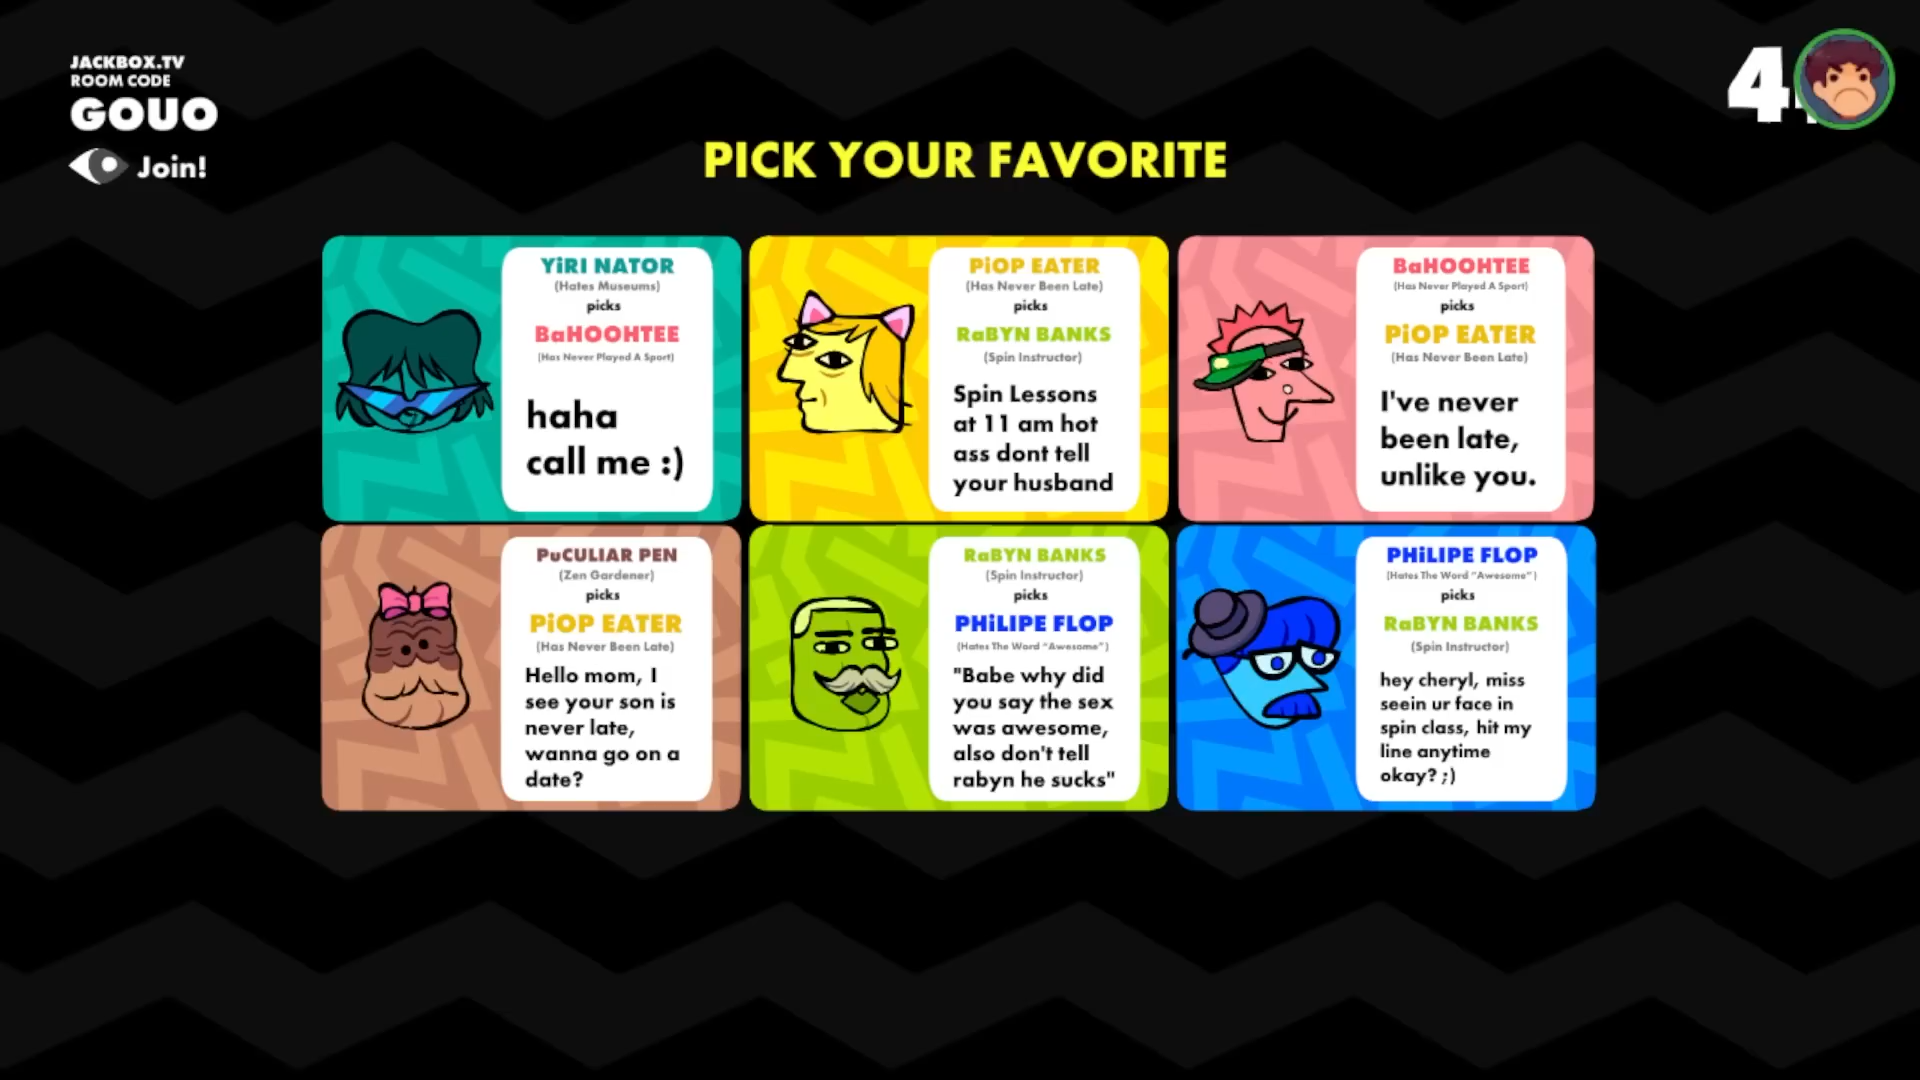 JACKBOX.TV
ROOM CODE
GOUO
Join!
4
PICK YOUR FAVORITE
YiRI NATOR
(Hates Museums)
picks
BaHOOHTEE
(Has Never Played A Sport)
haha
call me :)
PiOP EATER
(Has Never Been Late)
picks
RaBYN BANKS
(Spin Instructor)
Spin Lessons
at 11 am hot
ass dont tell
your husband
BaHOOHTEE
(Has Never Played A Sport)
picks
PiOP EATER
(Has Never Been Late)
I've never
been late,
unlike you.
PuCULIAR PEN
(Zen Gardener)
picks
PiOP EATER
(Has Never Been Late)
Hello mom, I
see your son is
never late,
wanna go on a
date?
RaBYN BANKS
(Spin Instructor)
picks
PHiLIPE FLOP
(Hates The Word "Awesome")
"Babe why did
you say the sex
was awesome,
also don't tell
rabyn he sucks"
PHiLIPE FLOP
(Hates The Word "Awesome")
picks
RaBYN BANKS
(Spin Instructor)
hey cheryl, miss
seein ur face in
spin class, hit my
line anytime
okay? ;)